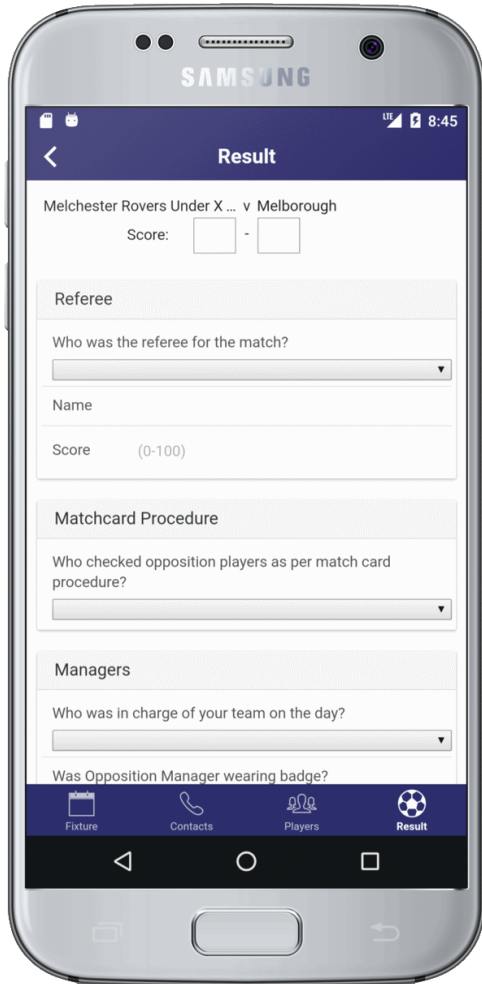 SAMSUNG
LTE 8:45
Result
Melchester Rovers Under X ... v Melborough
Score: -
Referee
Who was the referee for the match?
Name
Score (0-100)
Matchcard Procedure
Who checked opposition players as per match card
procedure?
Managers
Who was in charge of your team on the day?
Was Opposition Manager wearing badge?
Fixture Contacts Players Result